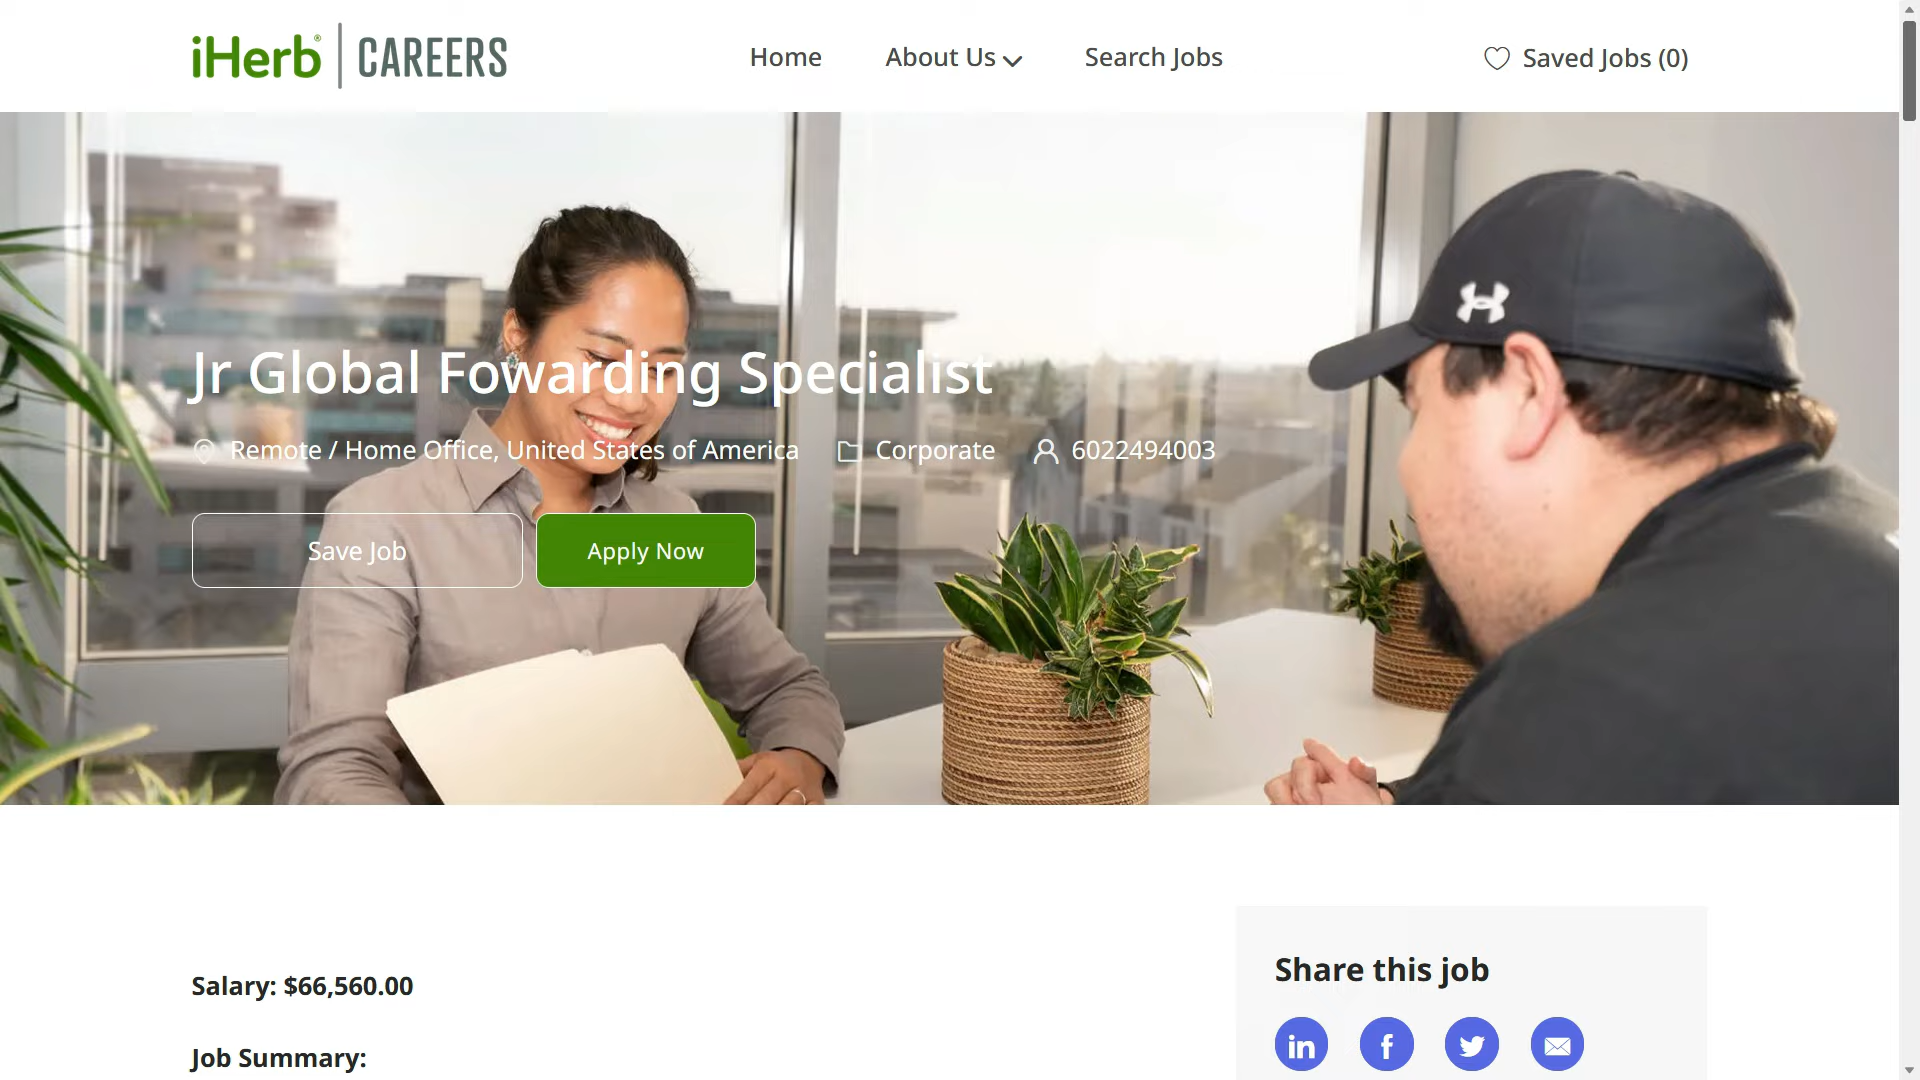 iHerb® CAREERS
Home
About Us
Search Jobs
Saved Jobs (0)
Jr Global Fowarding Specialist
Remote / Home Office, United States of America
Corporate
6022494003
Save Job
Apply Now
Salary: $66,560.00
Job Summary:
Share this job